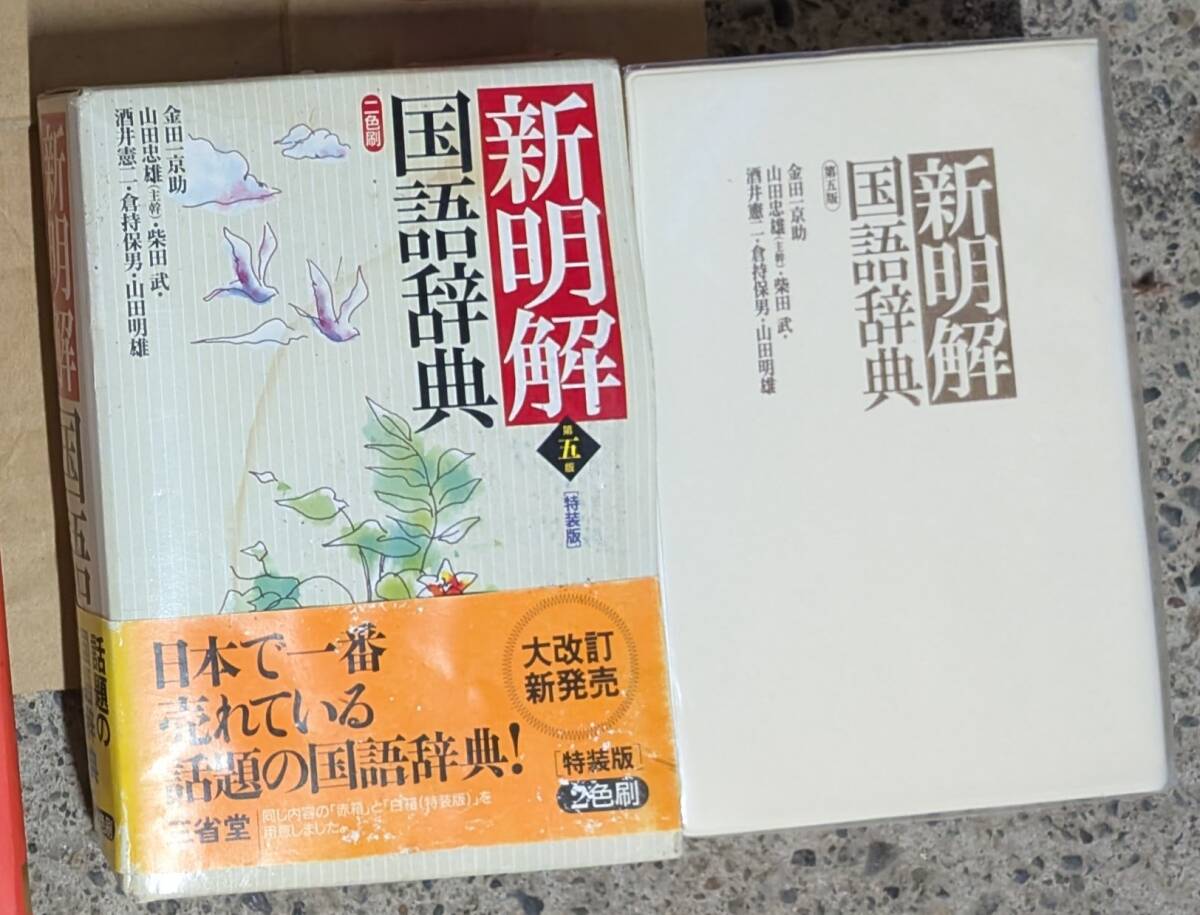 新明解
国語辞典
二色刷
第五版
[特装版]
金田一京助
山田忠雄(主幹)・柴田 武・
酒井憲二・倉持保男・山田明雄
日本で一番
売れている
話題の国語辞典!
大改訂
新発売
[特装版]
2色刷
三省堂
同じ内容の「赤箱」と「白箱(特装版)」を
用意しました。
新明解
国語
話題の
新明解
国語辞典
第五版
金田一京助
山田忠雄(主幹)・柴田 武・
酒井憲二・倉持保男・山田明雄